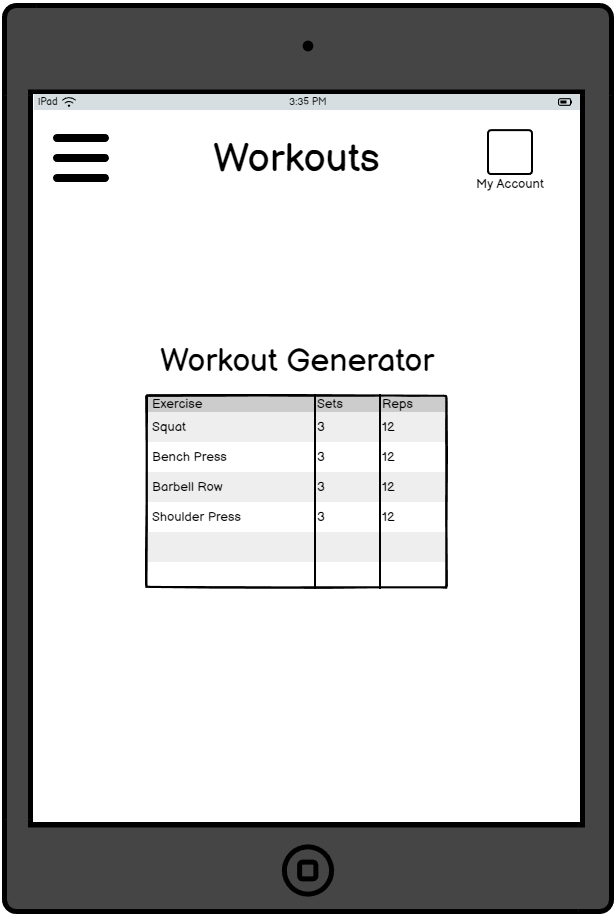 iPad 3:35 PM
Workouts
My Account
Workout Generator
Exercise Sets Reps
Squat 3 12
Bench Press 3 12
Barbell Row 3 12
Shoulder Press 3 12